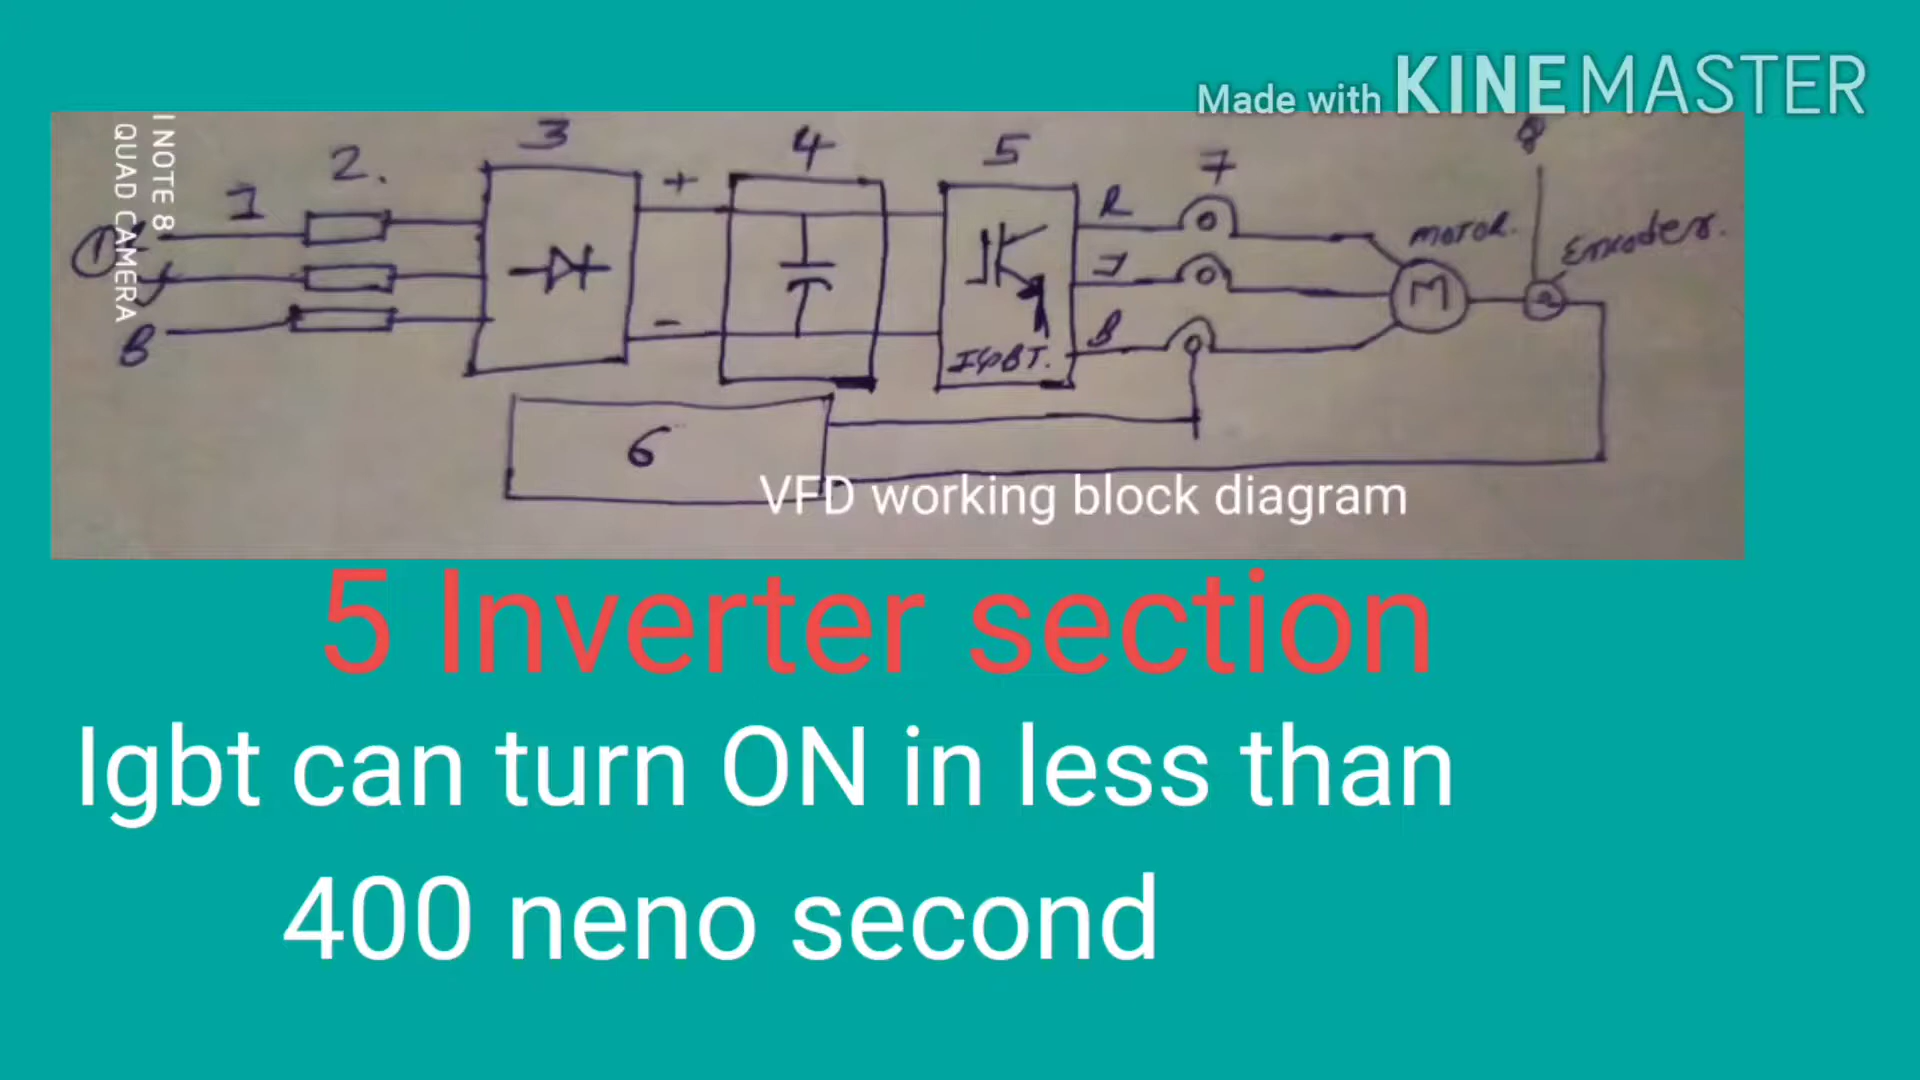 Made with KINEMASTER
I NOTE 8
QUAD CAMERA
1
2.
3
4
5
7
8
+
-
R
Y
B
B
IGBT.
MOTOR.
M
Encoder.
6
VFD working block diagram
5 Inverter section
Igbt can turn ON in less than
400 neno second